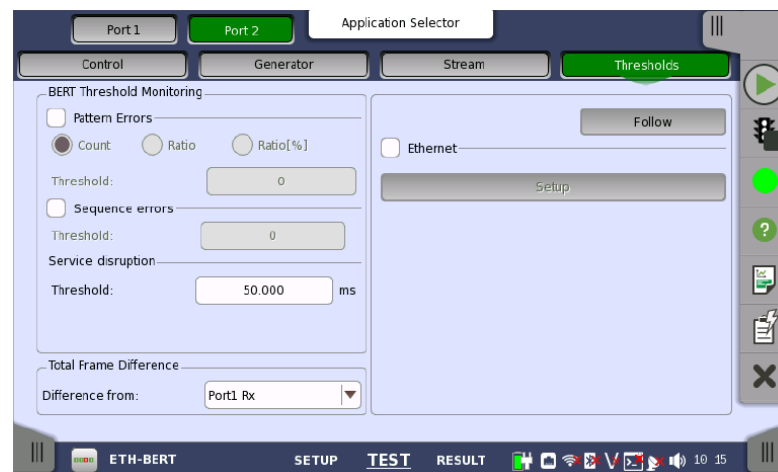 Port 1
Port 2
Application Selector
Control
Generator
Stream
Thresholds
BERT Threshold Monitoring
Pattern Errors
Count
Ratio
Ratio[%]
Threshold:
0
Sequence errors
Threshold:
0
Service disruption
Threshold:
50.000
ms
Total Frame Difference
Difference from:
Port1 Rx
Follow
Ethernet
Setup
ETH-BERT
SETUP
TEST
RESULT
10 15